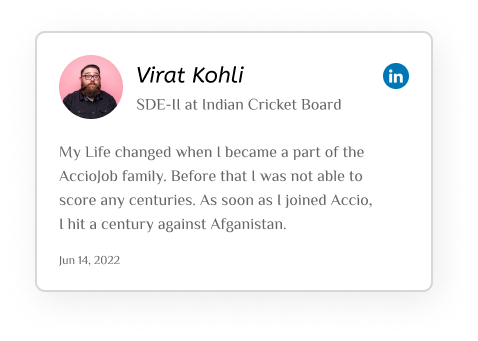 Virat Kohli
in
SDE-II at Indian Cricket Board
My Life changed when I became a part of the
AccioJob family. Before that I was not able to
score any centuries. As soon as I joined Accio,
I hit a century against Afganistan.
Jun 14, 2022